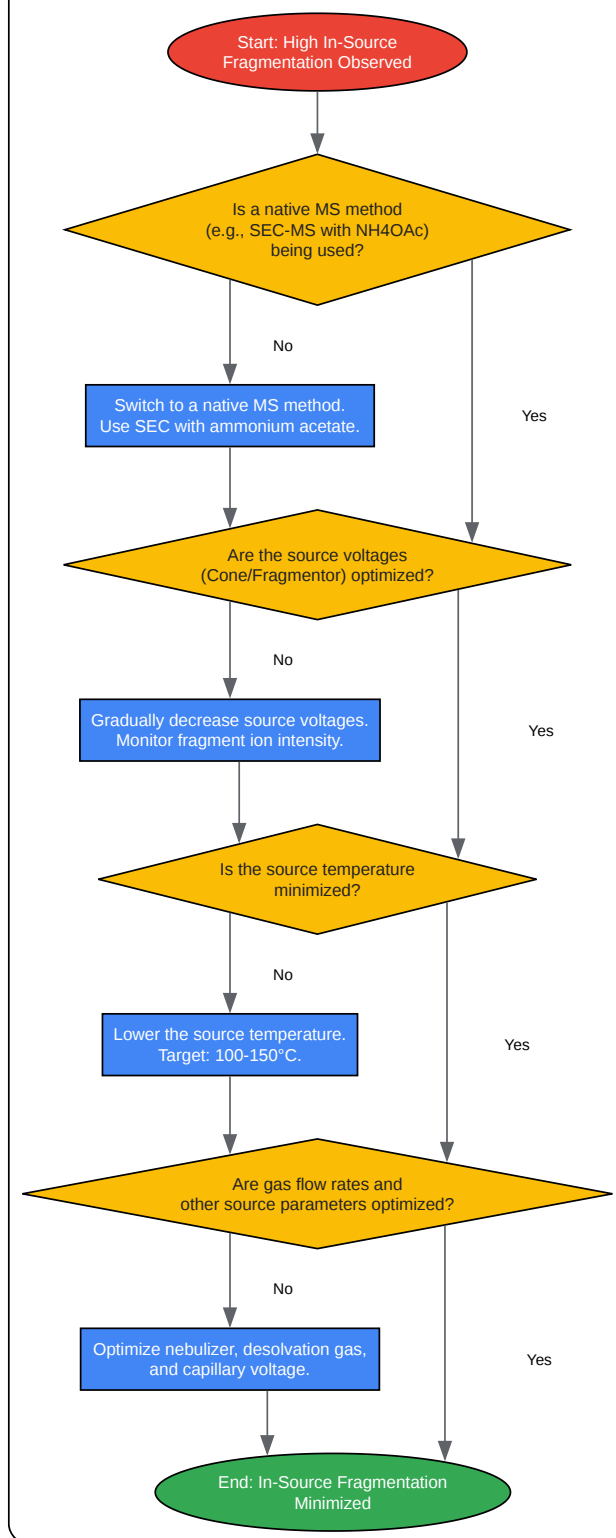 Start: High In-Source
Fragmentation Observed
Is a native MS method
(e.g., SEC-MS with NH4OAc)
being used?
No
Switch to a native MS method.
Use SEC with ammonium acetate.
Yes
Are the source voltages
(Cone/Fragmentor) optimized?
No
Gradually decrease source voltages.
Monitor fragment ion intensity.
Yes
Is the source temperature
minimized?
No
Lower the source temperature.
Target: 100-150°C.
Yes
Are gas flow rates and
other source parameters optimized?
No
Optimize nebulizer, desolvation gas,
and capillary voltage.
Yes
End: In-Source Fragmentation
Minimized